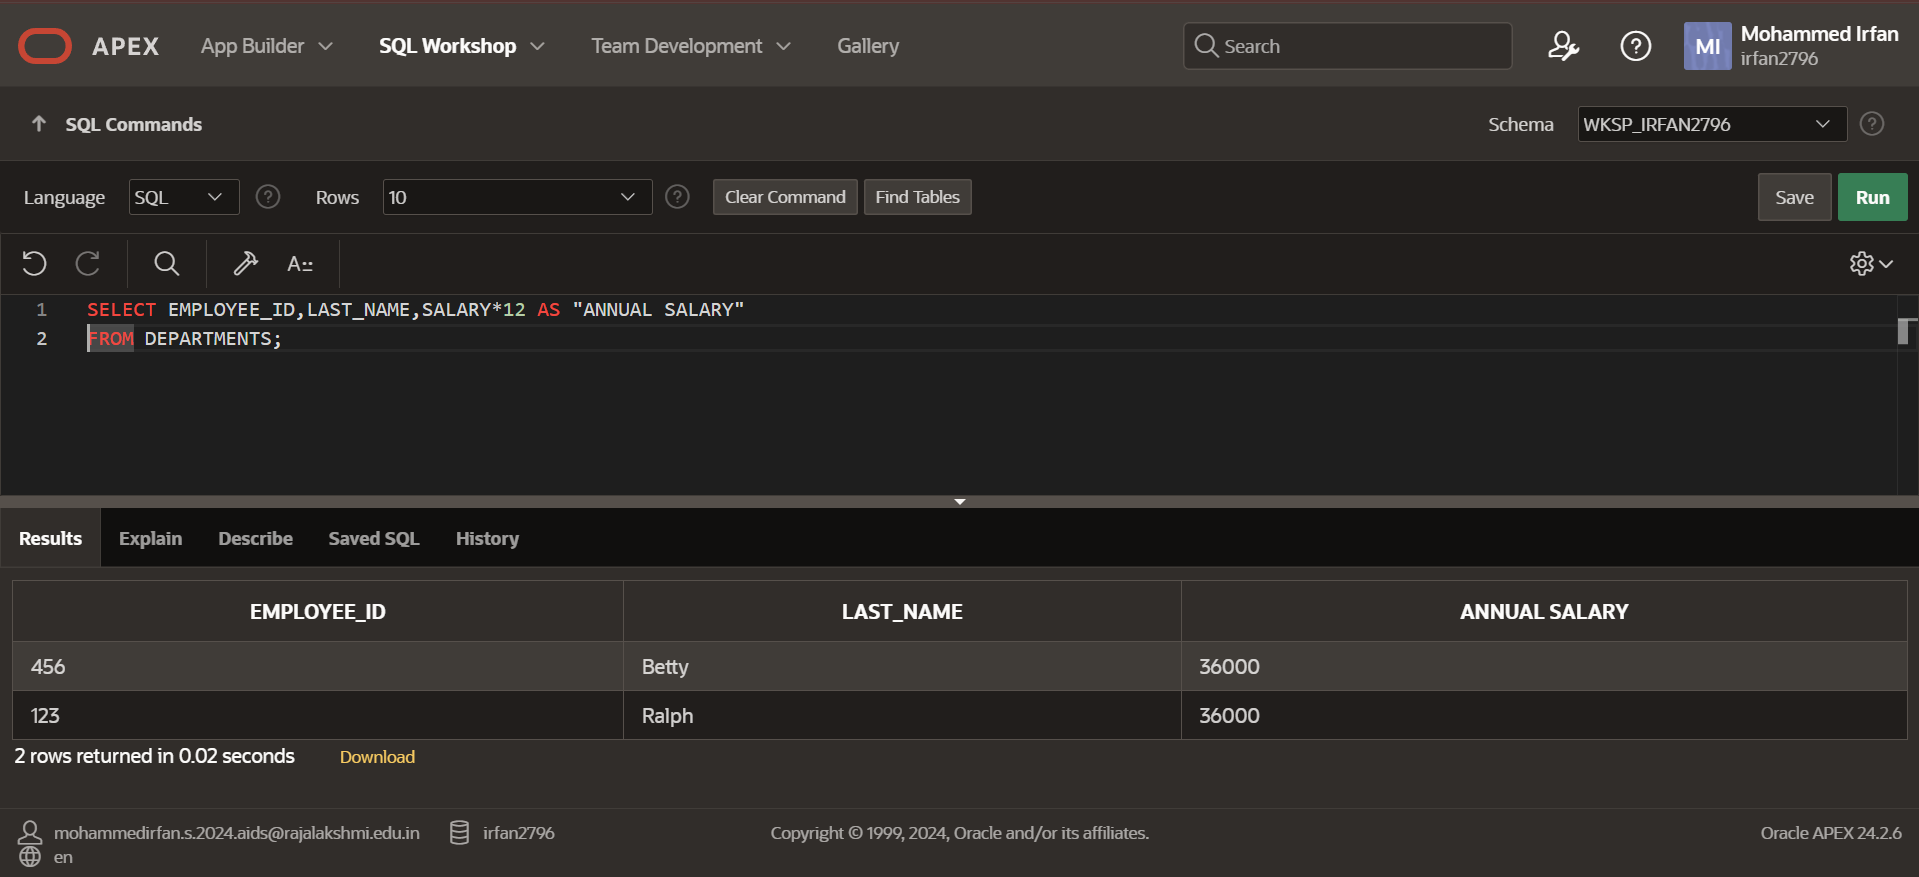 APEX App Builder SQL Workshop Team Development Gallery Search MI Mohammed Irfan
irfan2796
SQL Commands Schema WKSP_IRFAN2796 ?
Language SQL ? Rows 10 ? Clear Command Find Tables Save Run
A::
1 SELECT EMPLOYEE_ID,LAST_NAME,SALARY*12 AS "ANNUAL SALARY"
2 FROM DEPARTMENTS;
Results Explain Describe Saved SQL History
EMPLOYEE_ID LAST_NAME ANNUAL SALARY
456 Betty 36000
123 Ralph 36000
2 rows returned in 0.02 seconds Download
mohammedirfan.s.2024.aids@rajalakshmi.edu.in irfan2796 Copyright © 1999, 2024, Oracle and/or its affiliates. Oracle APEX 24.2.6
en